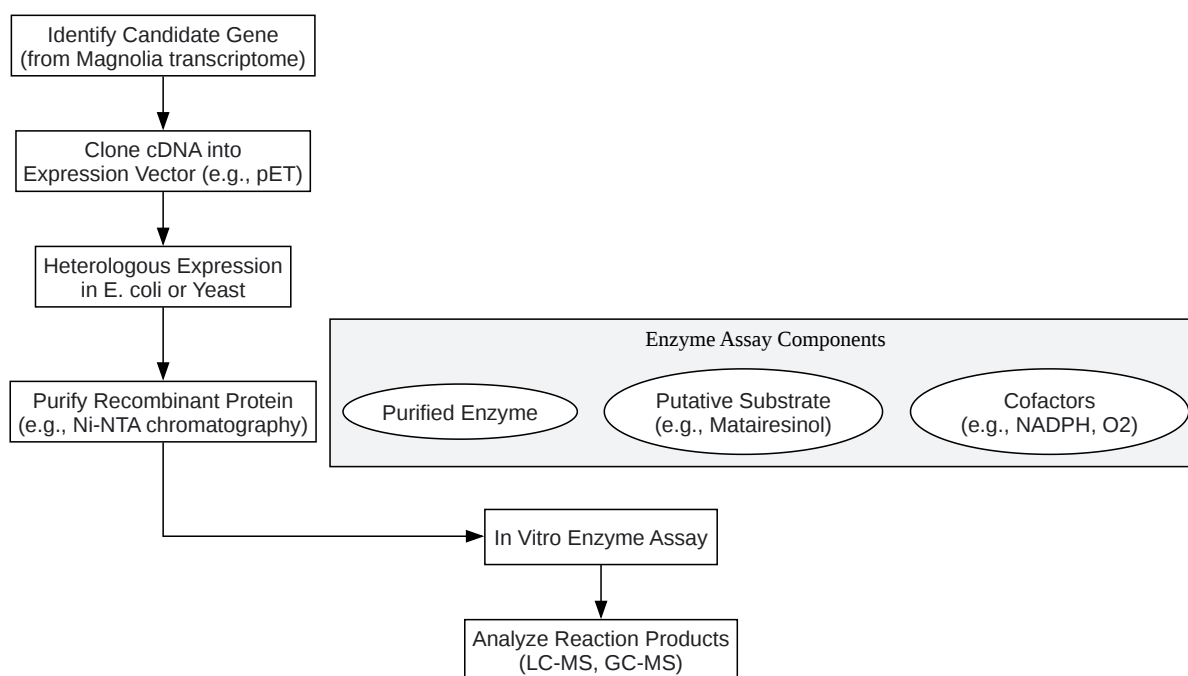 Identify Candidate Gene
(from Magnolia transcriptome)
Clone cDNA into
Expression Vector (e.g., pET)
Heterologous Expression
in E. coli or Yeast
Purify Recombinant Protein
(e.g., Ni-NTA chromatography)
Enzyme Assay Components
Purified Enzyme
Putative Substrate
(e.g., Matairesinol)
Cofactors
(e.g., NADPH, O2)
In Vitro Enzyme Assay
Analyze Reaction Products
(LC-MS, GC-MS)